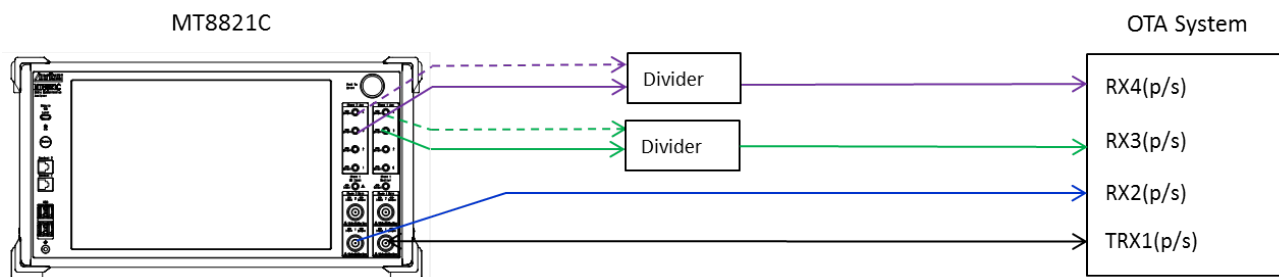 MT8821C
OTA System
Divider
RX4(p/s)
Divider
RX3(p/s)
RX2(p/s)
TRX1(p/s)